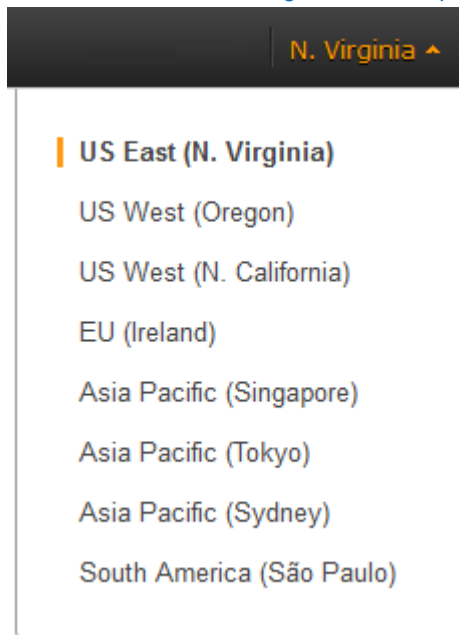 N. Virginia
US East (N. Virginia)
US West (Oregon)
US West (N. California)
EU (Ireland)
Asia Pacific (Singapore)
Asia Pacific (Tokyo)
Asia Pacific (Sydney)
South America (São Paulo)